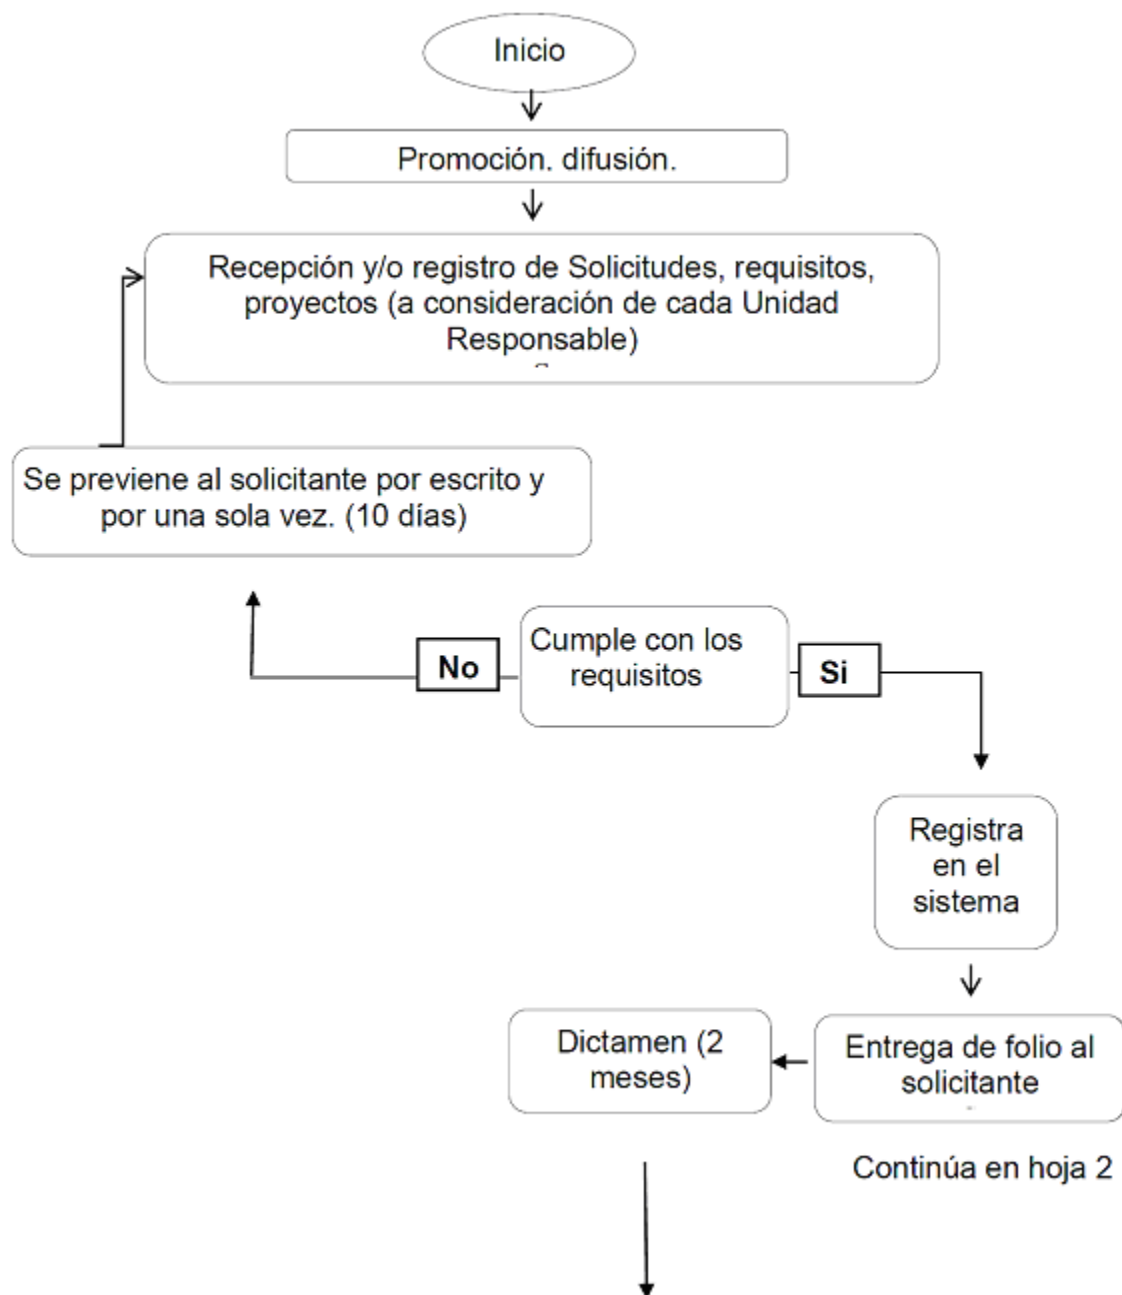 Inicio
Promoción. difusión.
Recepción y/o registro de Solicitudes, requisitos,
proyectos (a consideración de cada Unidad
Responsable)
Se previene al solicitante por escrito y
por una sola vez. (10 días)
Cumple con los
requisitos
No
Si
Registra
en el
sistema
Entrega de folio al
solicitante
Dictamen (2
meses)
Continúa en hoja 2